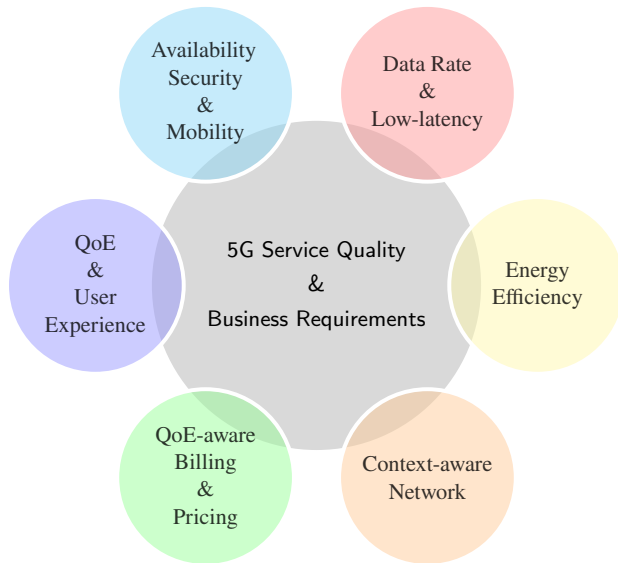 Availability
Security
&
Mobility
Data Rate
&
Low-latency
QoE
&
User
Experience
5G Service Quality
&
Business Requirements
Energy
Efficiency
QoE-aware
Billing
&
Pricing
Context-aware
Network